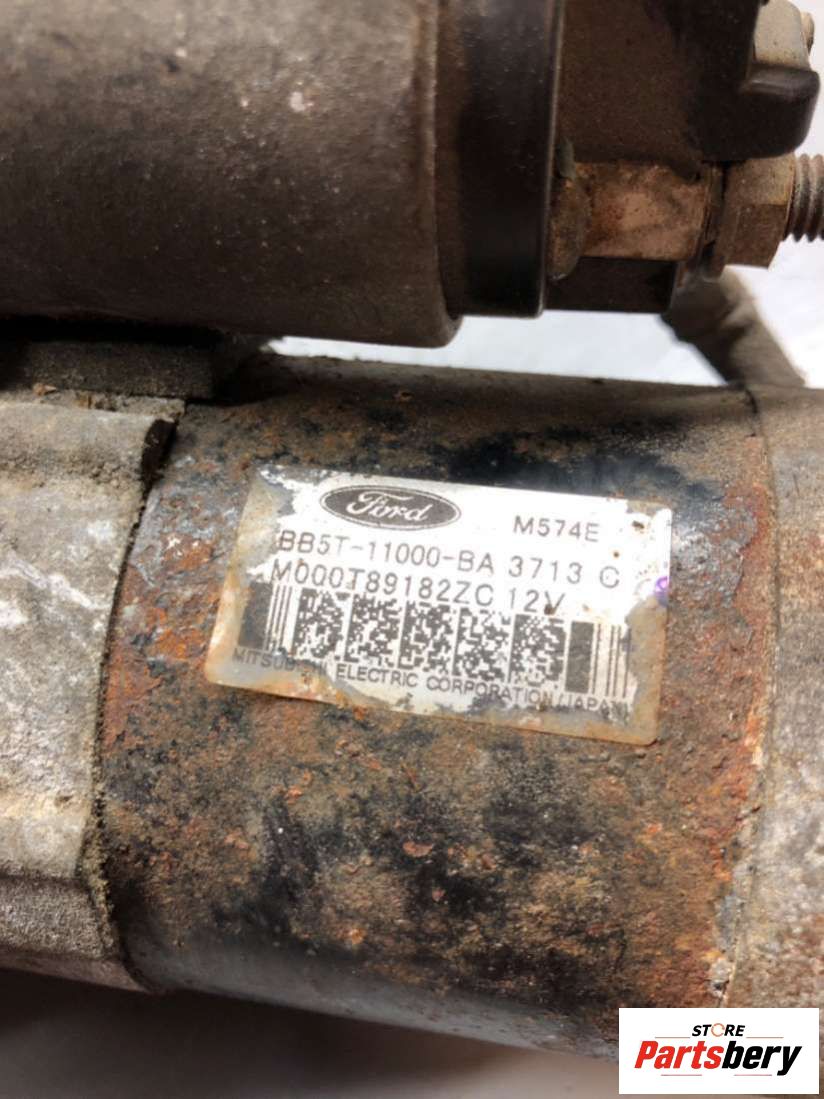 Ford M574E
BB5T-11000-BA 3713 C
M000T89182ZC 12V
ELECTRIC CORPORATION/JAPAN
STORE
Partsbery